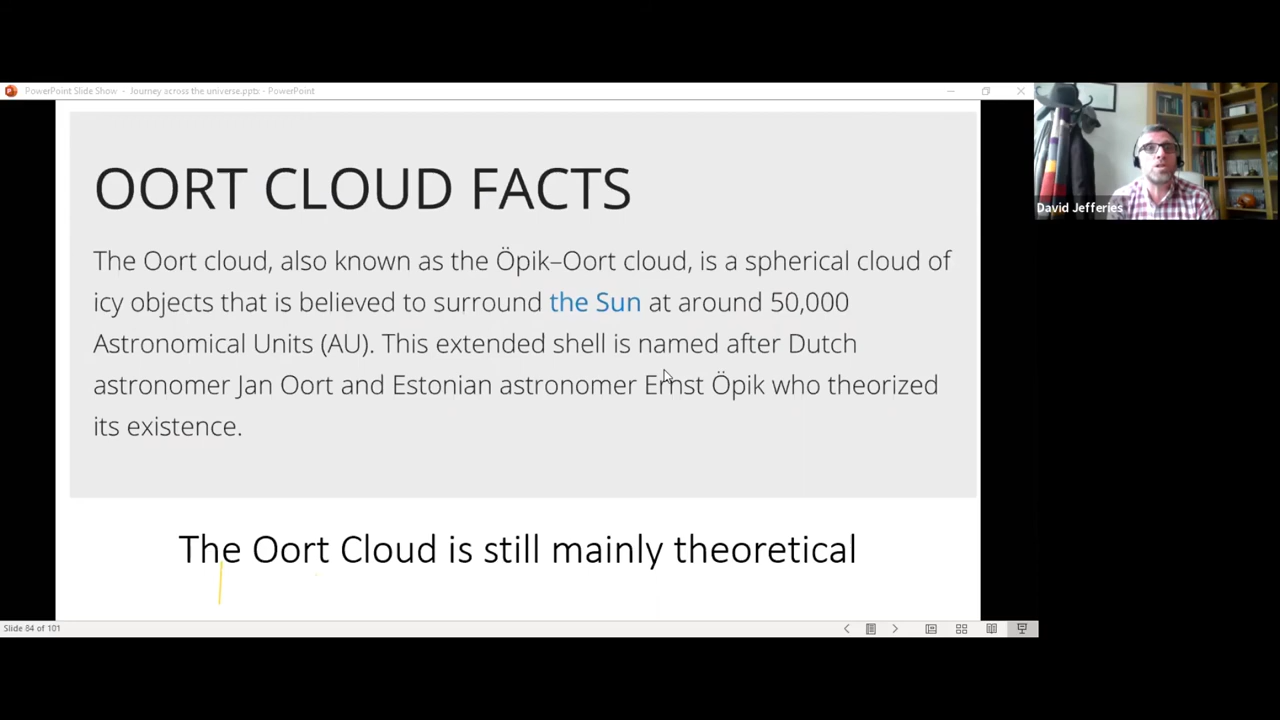 PowerPoint Slide Show - Journey across the universe.pptx - PowerPoint
OORT CLOUD FACTS
The Oort cloud, also known as the Öpik–Oort cloud, is a spherical cloud of
icy objects that is believed to surround the Sun at around 50,000
Astronomical Units (AU). This extended shell is named after Dutch
astronomer Jan Oort and Estonian astronomer Ernst Öpik who theorized
its existence.
The Oort Cloud is still mainly theoretical
David Jefferies
Slide 84 of 101